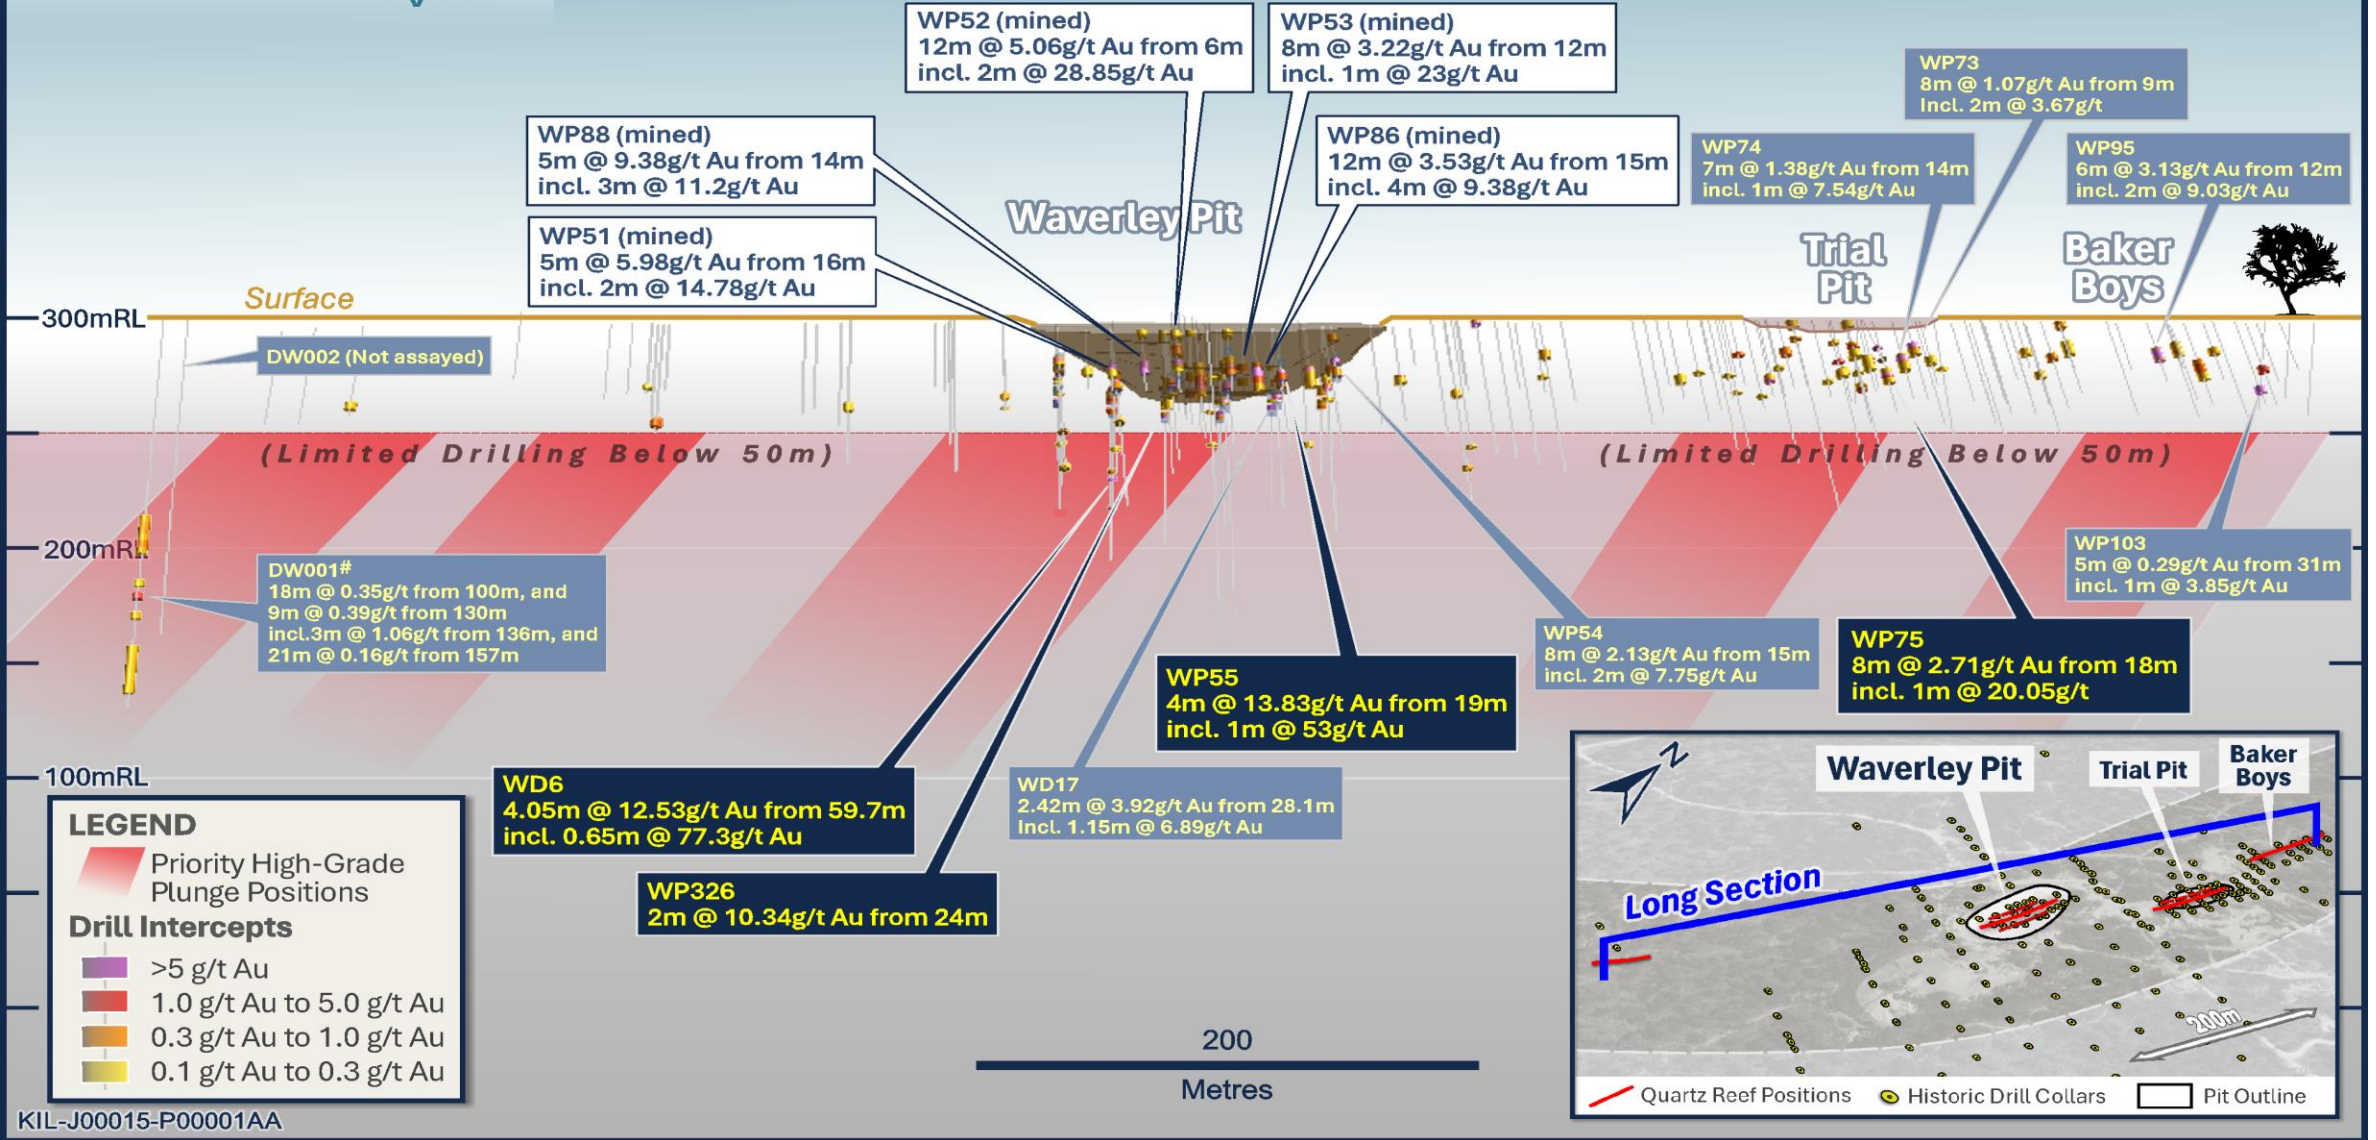 WP52 (mined)
12m @ 5.06g/t Au from 6m
incl. 2m @ 28.85g/t Au
WP53 (mined)
8m @ 3.22g/t Au from 12m
incl. 1m @ 23g/t Au
WP73
8m @ 1.07g/t Au from 9m
Incl. 2m @ 3.67g/t
WP88 (mined)
5m @ 9.38g/t Au from 14m
incl. 3m @ 11.2g/t Au
WP86 (mined)
12m @ 3.53g/t Au from 15m
incl. 4m @ 9.38g/t Au
WP74
7m @ 1.38g/t Au from 14m
incl. 1m @ 7.54g/t Au
WP95
6m @ 3.13g/t Au from 12m
incl. 2m @ 9.03g/t Au
WP51 (mined)
5m @ 5.98g/t Au from 16m
incl. 2m @ 14.78g/t Au
Waverley Pit
Trial
Pit
Baker
Boys
Surface
300mRL
DW002 (Not assayed)
(Limited Drilling Below 50m)
(Limited Drilling Below 50m)
200mRL
DW001#
18m @ 0.35g/t from 100m, and
9m @ 0.39g/t from 130m
incl.3m @ 1.06g/t from 136m, and
21m @ 0.16g/t from 157m
WP103
5m @ 0.29g/t Au from 31m
incl. 1m @ 3.85g/t Au
WP54
8m @ 2.13g/t Au from 15m
incl. 2m @ 7.75g/t Au
WP75
8m @ 2.71g/t Au from 18m
incl. 1m @ 20.05g/t
WP55
4m @ 13.83g/t Au from 19m
incl. 1m @ 53g/t Au
100mRL
WD6
4.05m @ 12.53g/t Au from 59.7m
incl. 0.65m @ 77.3g/t Au
WD17
2.42m @ 3.92g/t Au from 28.1m
Incl. 1.15m @ 6.89g/t Au
WP326
2m @ 10.34g/t Au from 24m
LEGEND
Priority High-Grade
Plunge Positions
Drill Intercepts
>5 g/t Au
1.0 g/t Au to 5.0 g/t Au
0.3 g/t Au to 1.0 g/t Au
0.1 g/t Au to 0.3 g/t Au
KIL-J00015-P00001AA
200
Metres
N
Waverley Pit
Trial Pit
Baker
Boys
Long Section
200m
Quartz Reef Positions
Historic Drill Collars
Pit Outline